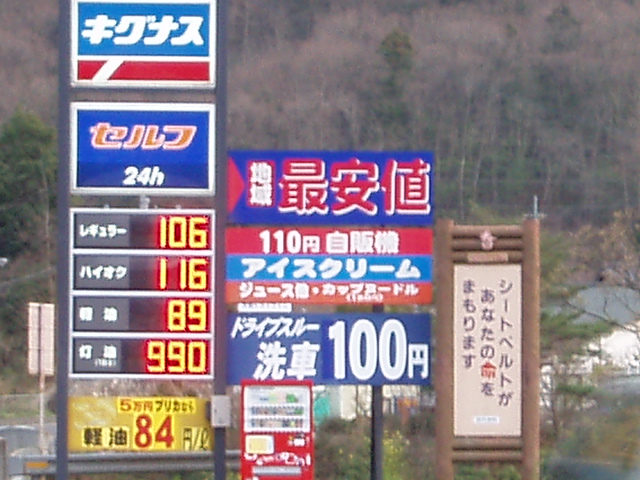 キグナス
セルフ
24h
レギュラー 106
ハイオク 116
軽油 89
灯油 990
5万円プリカなら
軽油84円/ℓ
地域 最安値
110円自販機
アイスクリーム
ジュース他・カップヌードル
ドライブスルー
洗車100円
シートベルトが
あなたの命を
まもります